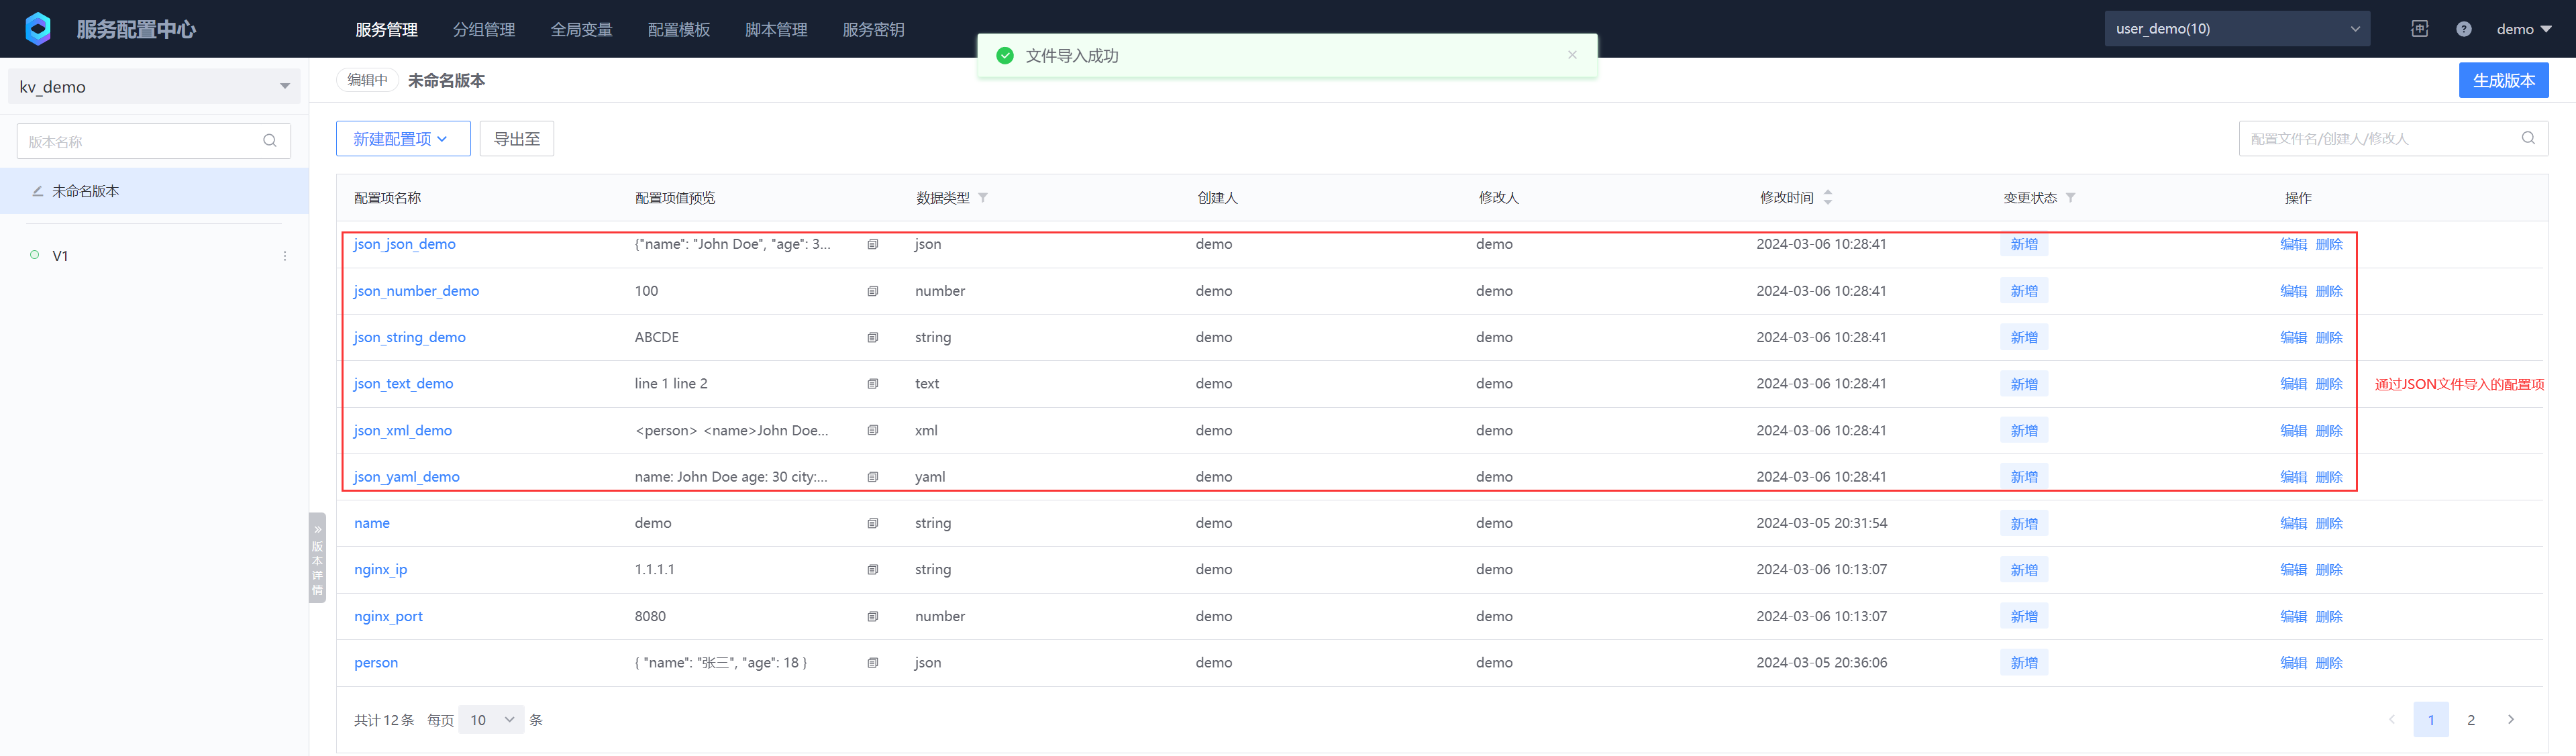 服务配置中心 服务管理 分组管理 全局变量 配置模板 脚本管理 服务密钥 user_demo(10) 中 ? demo
文件导入成功
kv_demo
编辑中 未命名版本 生成版本
版本名称
新建配置项 导出至 配置文件名/创建人/修改人
未命名版本
V1
配置项名称 配置项值预览 数据类型 创建人 修改人 修改时间 变更状态 操作
json_json_demo {"name": "John Doe", "age": 3... json demo demo 2024-03-06 10:28:41 新增 编辑 删除
json_number_demo 100 number demo demo 2024-03-06 10:28:41 新增 编辑 删除
json_string_demo ABCDE string demo demo 2024-03-06 10:28:41 新增 编辑 删除
json_text_demo line 1 line 2 text demo demo 2024-03-06 10:28:41 新增 编辑 删除 通过JSON文件导入的配置项
json_xml_demo <person> <name>John Doe... xml demo demo 2024-03-06 10:28:41 新增 编辑 删除
json_yaml_demo name: John Doe age: 30 city:... yaml demo demo 2024-03-06 10:28:41 新增 编辑 删除
name demo string demo demo 2024-03-05 20:31:54 新增 编辑 删除
nginx_ip 1.1.1.1 string demo demo 2024-03-06 10:13:07 新增 编辑 删除
nginx_port 8080 number demo demo 2024-03-06 10:13:07 新增 编辑 删除
person { "name": "张三", "age": 18 } json demo demo 2024-03-05 20:36:06 新增 编辑 删除
版本详情
共计 12 条 每页 10 条 1 2